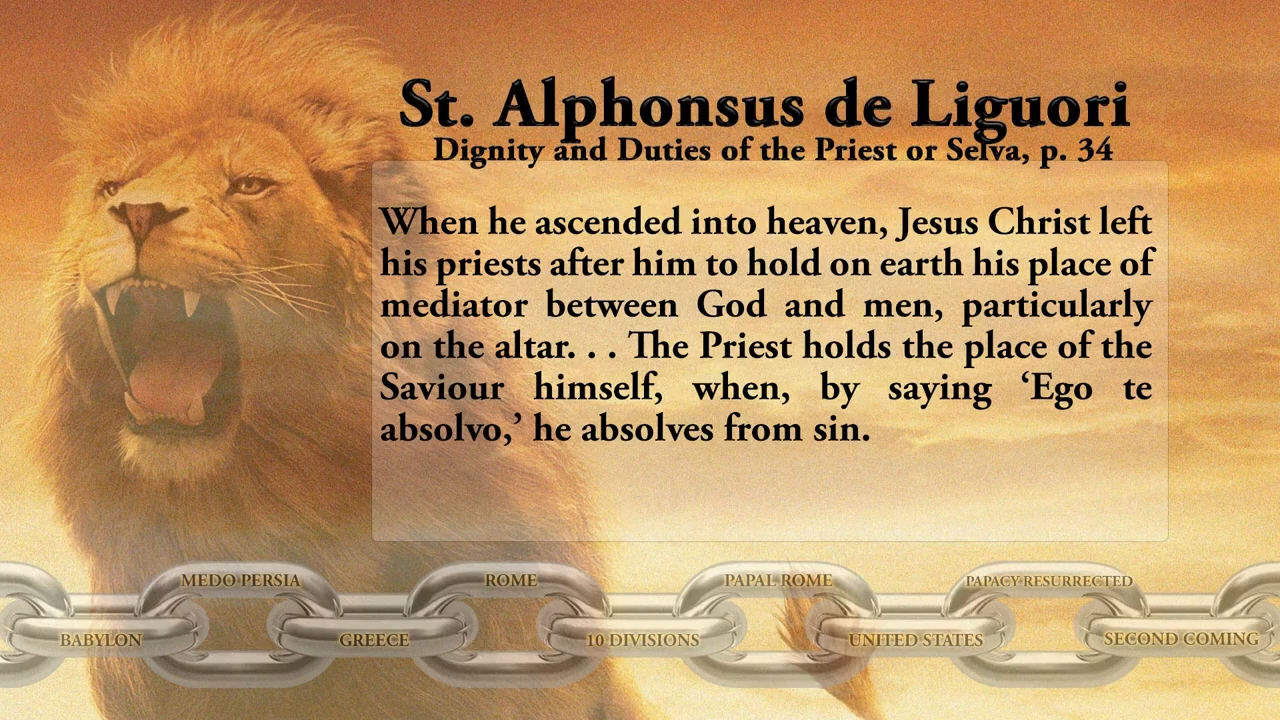 St. Alphonsus de Liguori
Dignity and Duties of the Priest or Selva, p. 34
When he ascended into heaven, Jesus Christ left
his priests after him to hold on earth his place of
mediator between God and men, particularly
on the altar. . . The Priest holds the place of the
Saviour himself, when, by saying ‘Ego te
absolvo,’ he absolves from sin.
BABYLON
MEDO PERSIA
GREECE
ROME
10 DIVISIONS
PAPAL ROME
UNITED STATES
PAPACY RESURRECTED
SECOND COMING